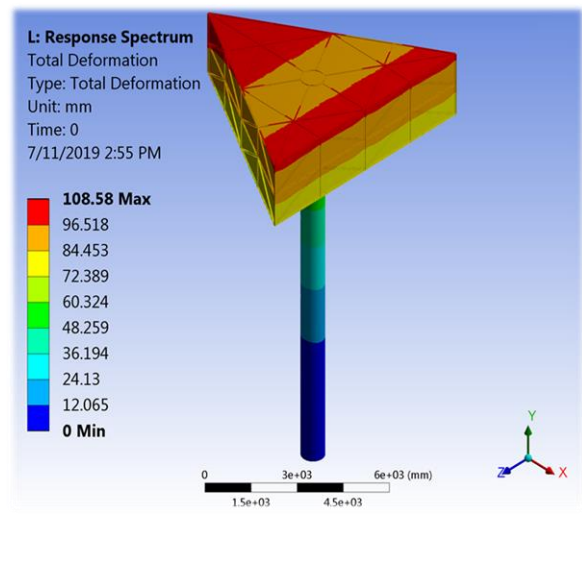 L: Response Spectrum
Total Deformation
Type: Total Deformation
Unit: mm
Time: 0
7/11/2019 2:55 PM
108.58 Max
96.518
84.453
72.389
60.324
48.259
36.194
24.13
12.065
0 Min
0 3e+03 6e+03 (mm)
1.5e+03 4.5e+03
Y
Z X